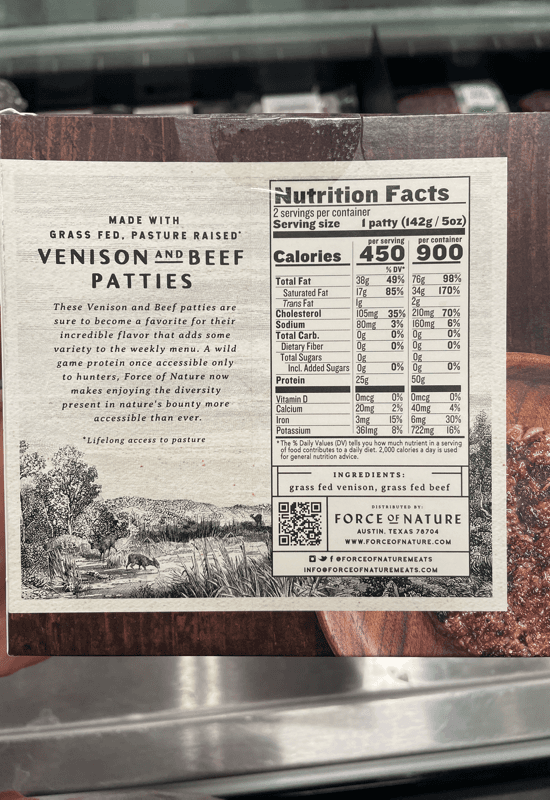 MADE WITH
GRASS FED, PASTURE RAISED*
VENISON AND BEEF
PATTIES
These Venison and Beef patties are
sure to become a favorite for their
incredible flavor that adds some
variety to the weekly menu. A wild
game protein once accessible only
to hunters, Force of Nature now
makes enjoying the diversity
present in nature's bounty more
accessible than ever.
*Lifelong access to pasture
Nutrition Facts
2 servings per container
Serving size 1 patty (142g / 5oz)
per serving per container
Calories 450 900
% DV*
Total Fat 38g 49% 76g 98%
Saturated Fat 17g 85% 34g 170%
Trans Fat 1g 2g
Cholesterol 105mg 35% 210mg 70%
Sodium 80mg 3% 160mg 6%
Total Carb. 0g 0% 0g 0%
Dietary Fiber 0g 0% 0g 0%
Total Sugars 0g 0g
Incl. Added Sugars 0g 0% 0g 0%
Protein 25g 50g
Vitamin D 0mcg 0% 0mcg 0%
Calcium 20mg 2% 40mg 4%
Iron 3mg 15% 6mg 30%
Potassium 361mg 8% 722mg 16%
*The % Daily Values (DV) tells you how much nutrient in a serving
of food contributes to a daily diet. 2,000 calories a day is used
for general nutrition advice.
INGREDIENTS:
grass fed venison, grass fed beef
DISTRIBUTED BY:
FORCE OF NATURE
AUSTIN, TEXAS 78704
WWW.FORCEOFNATURE.COM
@FORCEOFNATUREMEATS
INFO@FORCEOFNATUREMEATS.COM